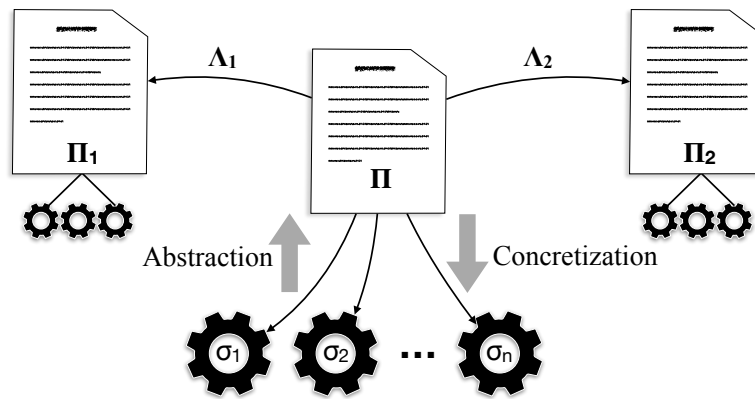 Λ1
Λ2
Π1
Π
Π2
Abstraction
Concretization
σ1
σ2
...
σn